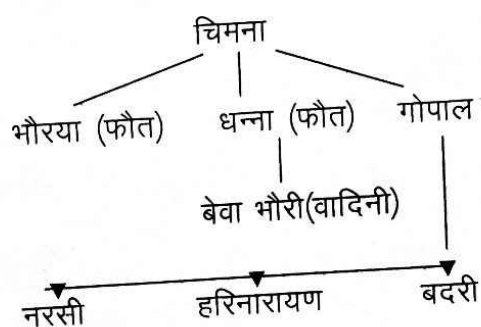 चिमना
भौरया (फौत) धन्ना (फौत) गोपाल
बेवा भौरी(वादिनी)
नरसी हरिनारायण बदरी